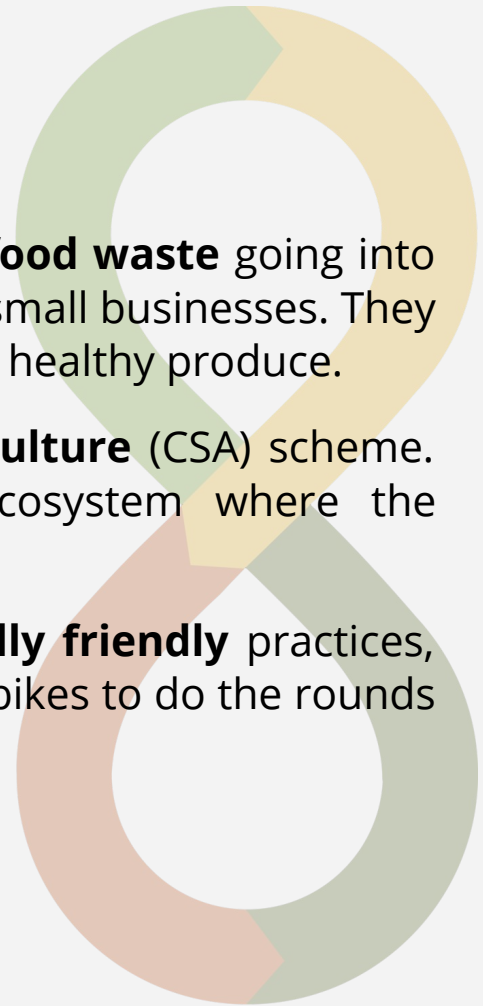 food waste going into
small businesses. They
healthy produce.
ulture (CSA) scheme.
cosystem where the
lly friendly practices,
bikes to do the rounds